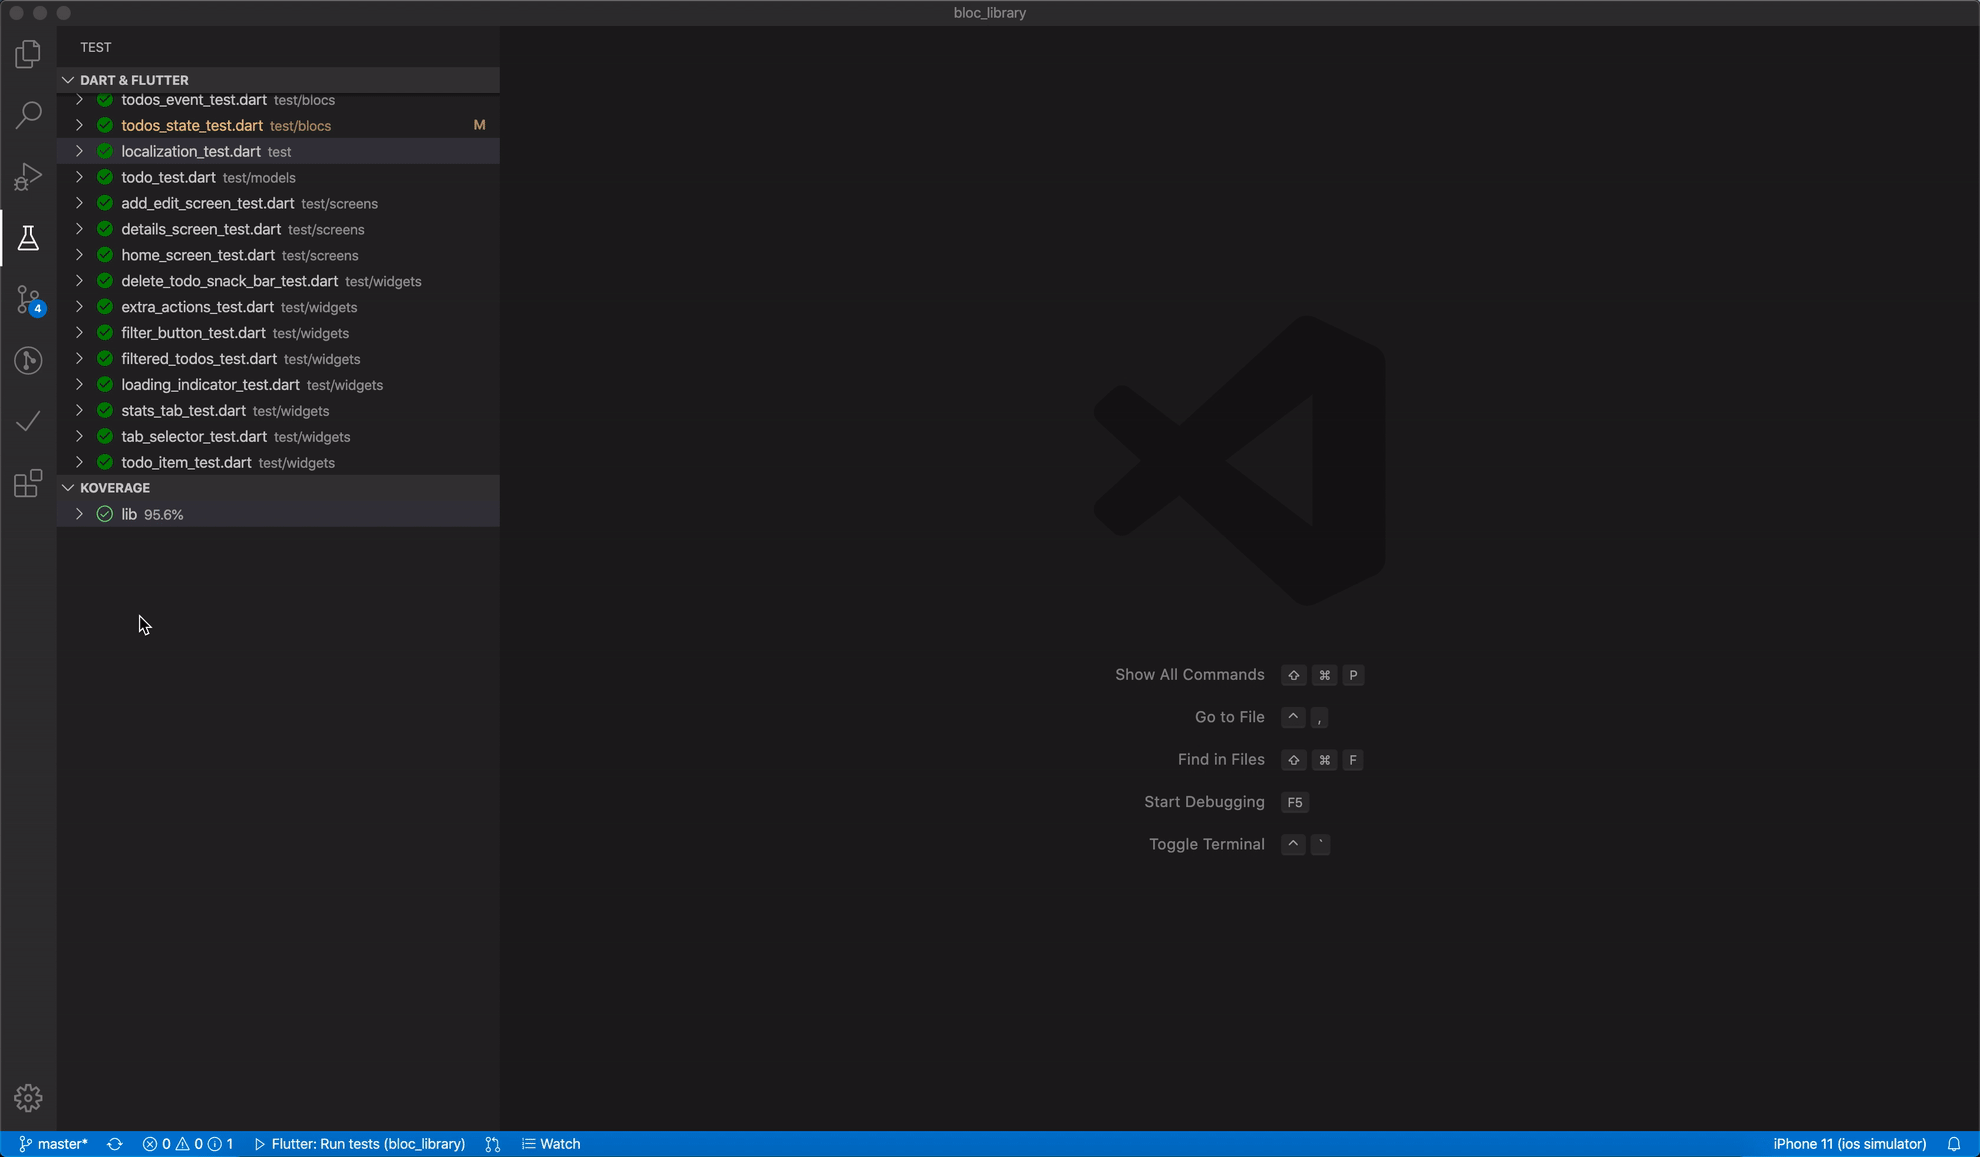 bloc_library
TEST
DART & FLUTTER
todos_event_test.dart test/blocs
todos_state_test.dart test/blocs M
localization_test.dart test
todo_test.dart test/models
add_edit_screen_test.dart test/screens
details_screen_test.dart test/screens
home_screen_test.dart test/screens
delete_todo_snack_bar_test.dart test/widgets
extra_actions_test.dart test/widgets
filter_button_test.dart test/widgets
filtered_todos_test.dart test/widgets
loading_indicator_test.dart test/widgets
stats_tab_test.dart test/widgets
tab_selector_test.dart test/widgets
todo_item_test.dart test/widgets
KOVERAGE
lib 95.6%
4
Show All Commands ⇧ ⌘ P
Go to File ^ ,
Find in Files ⇧ ⌘ F
Start Debugging F5
Toggle Terminal ^ `
master* 0 0 1 Flutter: Run tests (bloc_library) Watch iPhone 11 (ios simulator)